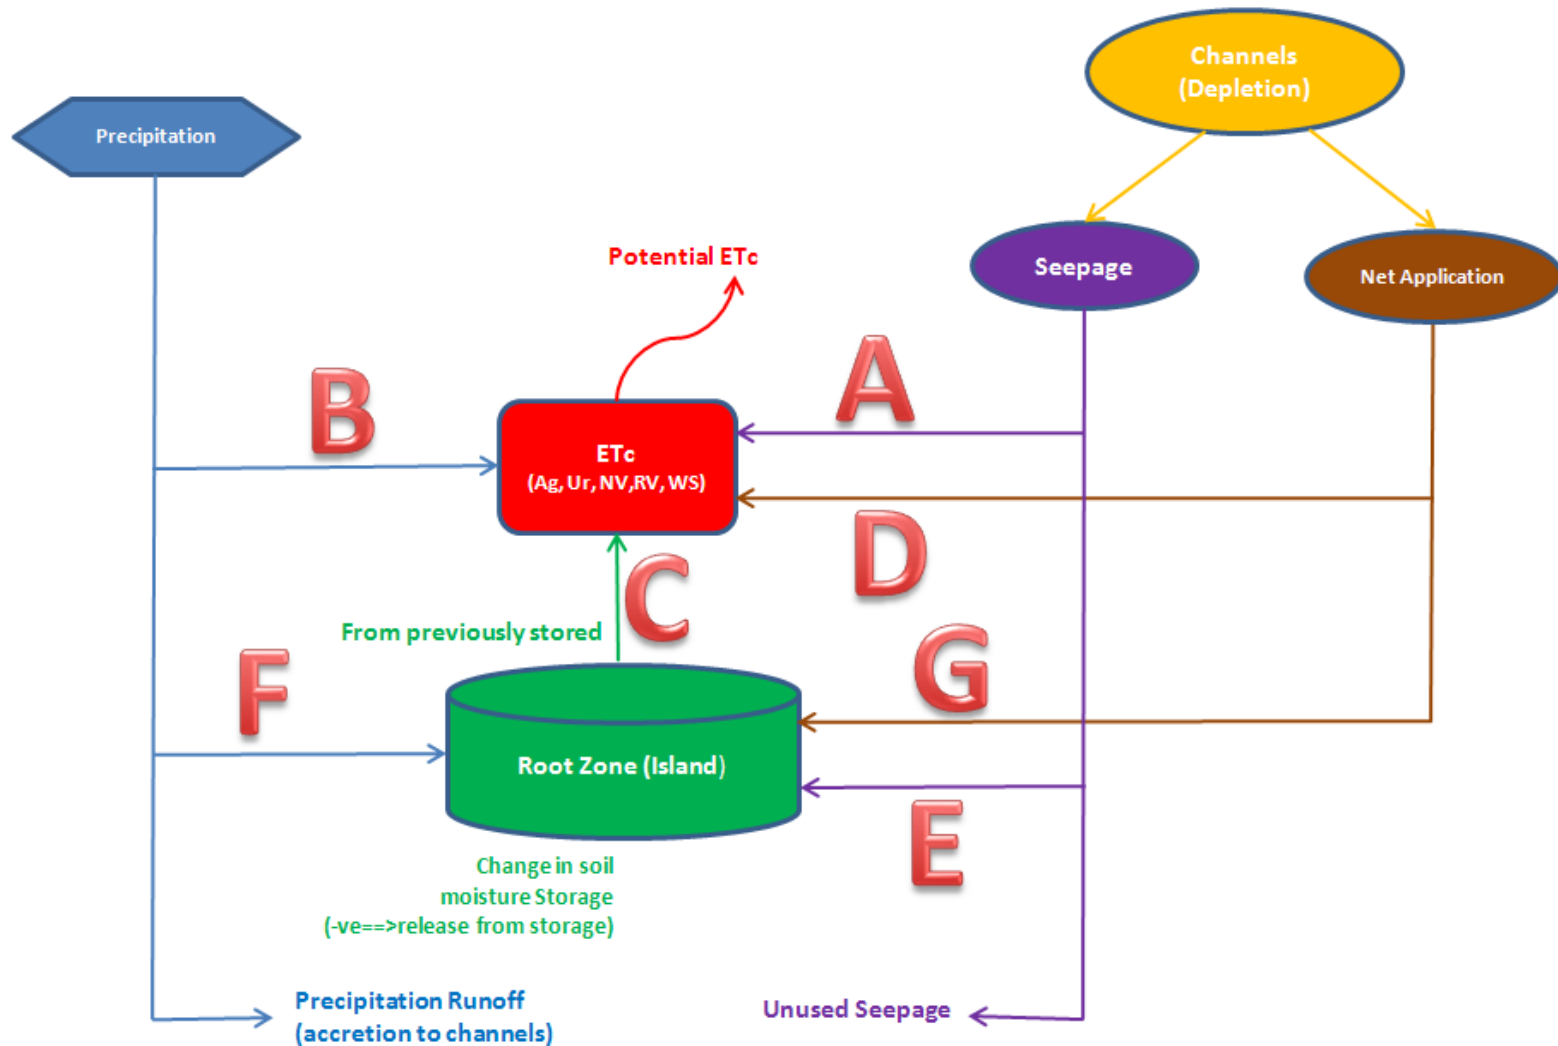 Channels
(Depletion)
Precipitation
Potential ETc
Seepage
Net Application
A
B
ETc
(Ag, Ur, NV,RV, WS)
D
C
From previously stored
G
F
Root Zone (Island)
E
Change in soil
moisture Storage
(-ve==>release from storage)
Precipitation Runoff
(accretion to channels)
Unused Seepage